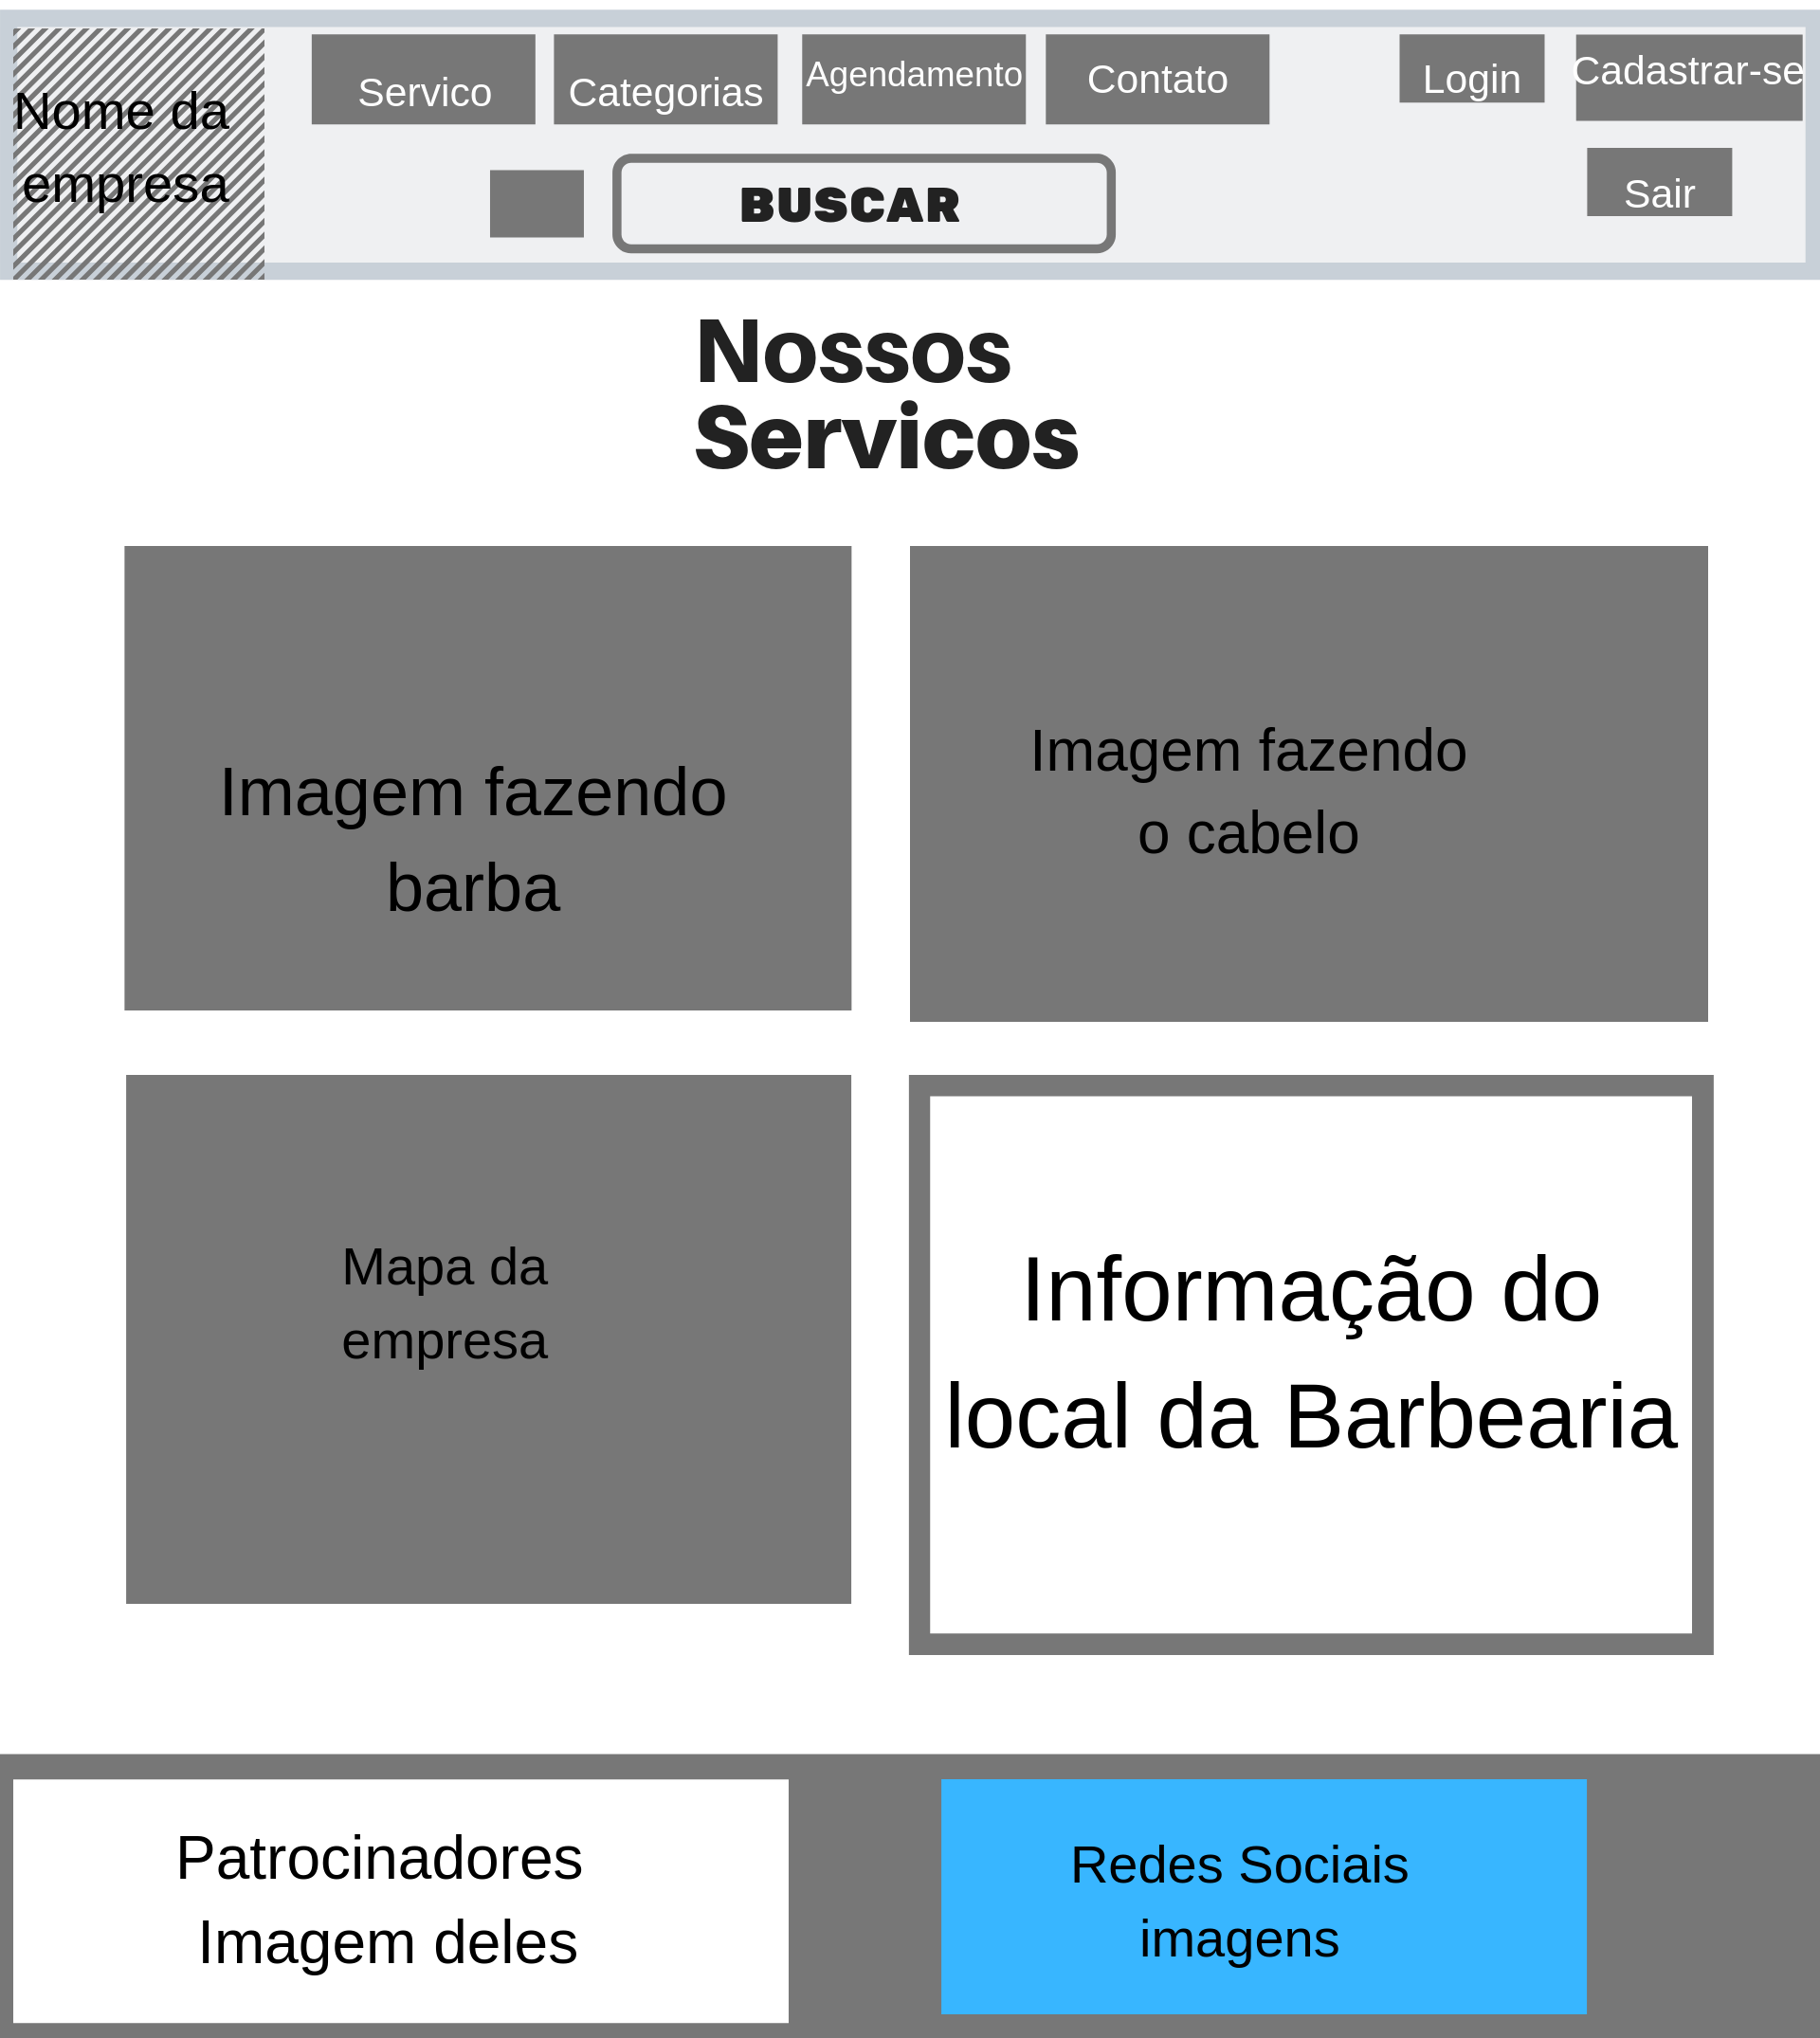 Nome da
empresa
Servico
Categorias
Agendamento
Contato
Login
Cadastrar-se
BUSCAR
Sair
Nossos
Servicos
Imagem fazendo
barba
Imagem fazendo
o cabelo
Mapa da
empresa
Informação do
local da Barbearia
Patrocinadores
Imagem deles
Redes Sociais
imagens